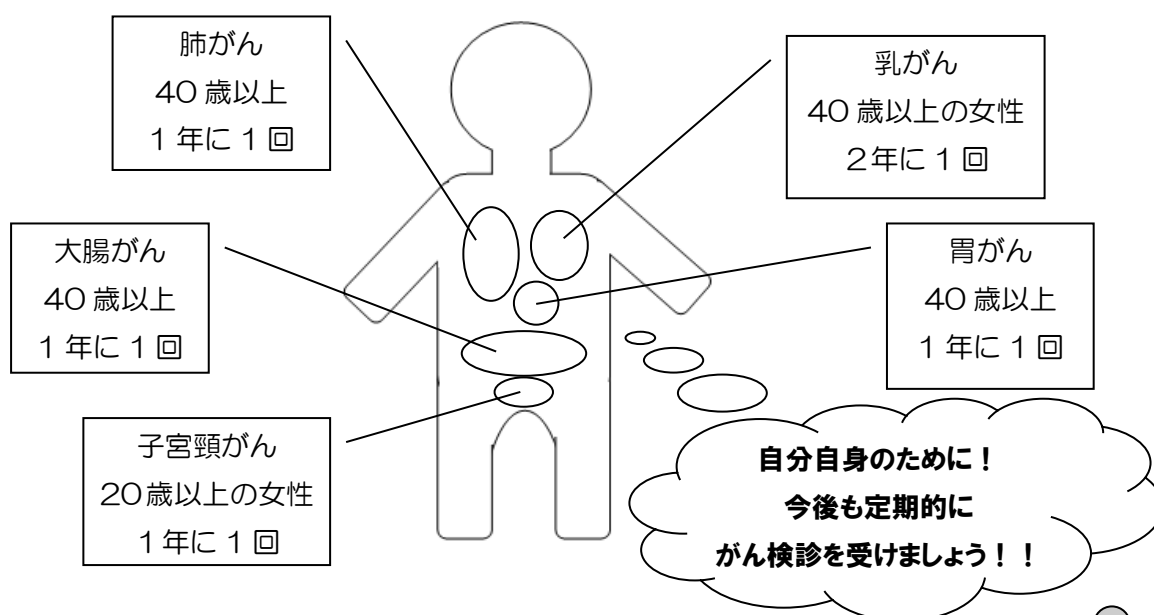 肺がん
40 歳以上
1 年に 1 回
乳がん
40 歳以上の女性
2年に 1 回
大腸がん
40 歳以上
1 年に 1 回
胃がん
40 歳以上
1 年に 1 回
子宮頸がん
20歳以上の女性
1年に 1 回
自分自身のために！
今後も定期的に
がん検診を受けましょう！！